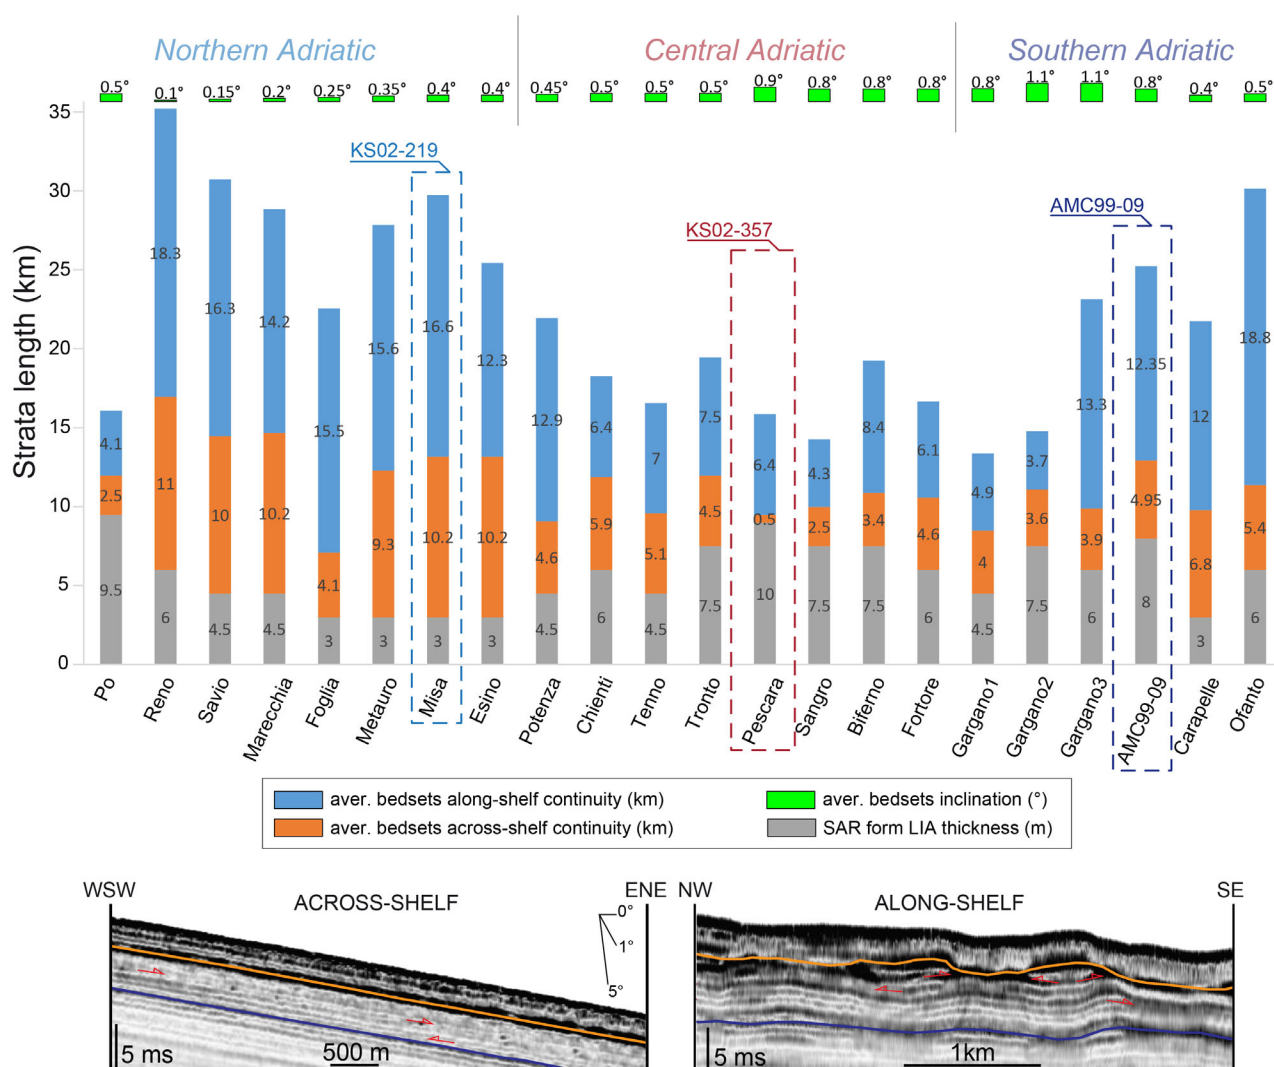 Northern Adriatic
Central Adriatic
Southern Adriatic
0.5° 0.1° 0.15° 0.2° 0.25° 0.35° 0.4° 0.4° 0.45° 0.5° 0.5° 0.5° 0.9° 0.8° 0.8° 0.8° 0.8° 1.1° 1.1° 0.8° 0.4° 0.5°
Strata length (km)
35
30
25
20
15
10
5
0
KS02-219
KS02-357
AMC99-09
4.1 18.3 16.3 14.2 15.5 15.6 16.6 12.3 12.9 6.4 7 7.5 6.4 4.3 8.4 6.1 4.9 3.7 13.3 12.35 12 18.8
2.5 11 10 10.2 4.1 9.3 10.2 10.2 4.6 5.9 5.1 4.5 0.5 2.5 3.4 4.6 4 3.6 3.9 4.95 6.8 5.4
9.5 6 4.5 4.5 3 3 3 3 4.5 6 4.5 7.5 10 7.5 7.5 6 4.5 7.5 6 8 3 6
Po Reno Savio Marecchia Foglia Metauro Misa Esino Potenza Chienti Tenno Tronto Pescara Sangro Biferno Fortore Gargano1 Gargano2 Gargano3 AMC99-09 Carapelle Ofanto
aver. bedsets along-shelf continuity (km)
aver. bedsets inclination (°)
aver. bedsets across-shelf continuity (km)
SAR form LIA thickness (m)
WSW
ACROSS-SHELF
ENE
0°
1°
5°
5 ms
500 m
NW
ALONG-SHELF
SE
5 ms
1km